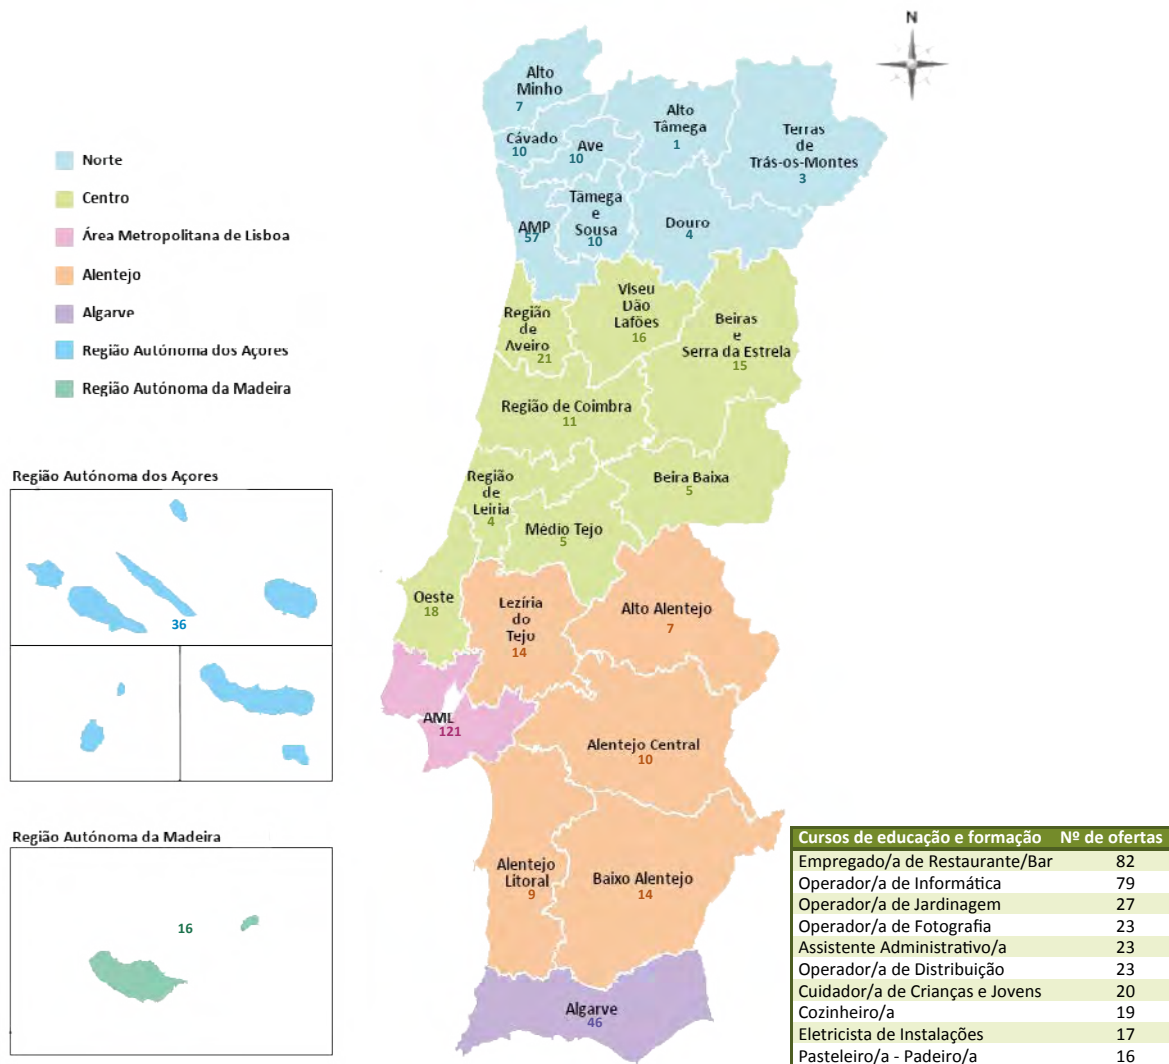 N
Alto
Minho
7
Cávado
10
Ave
10
Alto
Tâmega
1
Terras
de
Trás-os-Montes
3
AMP
57
Tâmega
e
Sousa
10
Douro
4
Norte
Centro
Área Metropolitana de Lisboa
Alentejo
Algarve
Região Autónoma dos Açores
Região Autónoma da Madeira
Região
de
Aveiro
21
Viseu
Dão
Lafões
16
Beiras
e
Serra da Estrela
15
Região de Coimbra
11
Região
de
Leiria
4
Médio Tejo
5
Beira Baixa
5
Oeste
18
Lezíria
do
Tejo
14
Alto Alentejo
7
AML
121
Alentejo Central
10
Alentejo
Litoral
9
Baixo Alentejo
14
Algarve
46
Região Autónoma dos Açores
36
Região Autónoma da Madeira
16
Cursos de educação e formação Nº de ofertas
Empregado/a de Restaurante/Bar 82
Operador/a de Informática 79
Operador/a de Jardinagem 27
Operador/a de Fotografia 23
Assistente Administrativo/a 23
Operador/a de Distribuição 23
Cuidador/a de Crianças e Jovens 20
Cozinheiro/a 19
Eletricista de Instalações 17
Pasteleiro/a - Padeiro/a 16